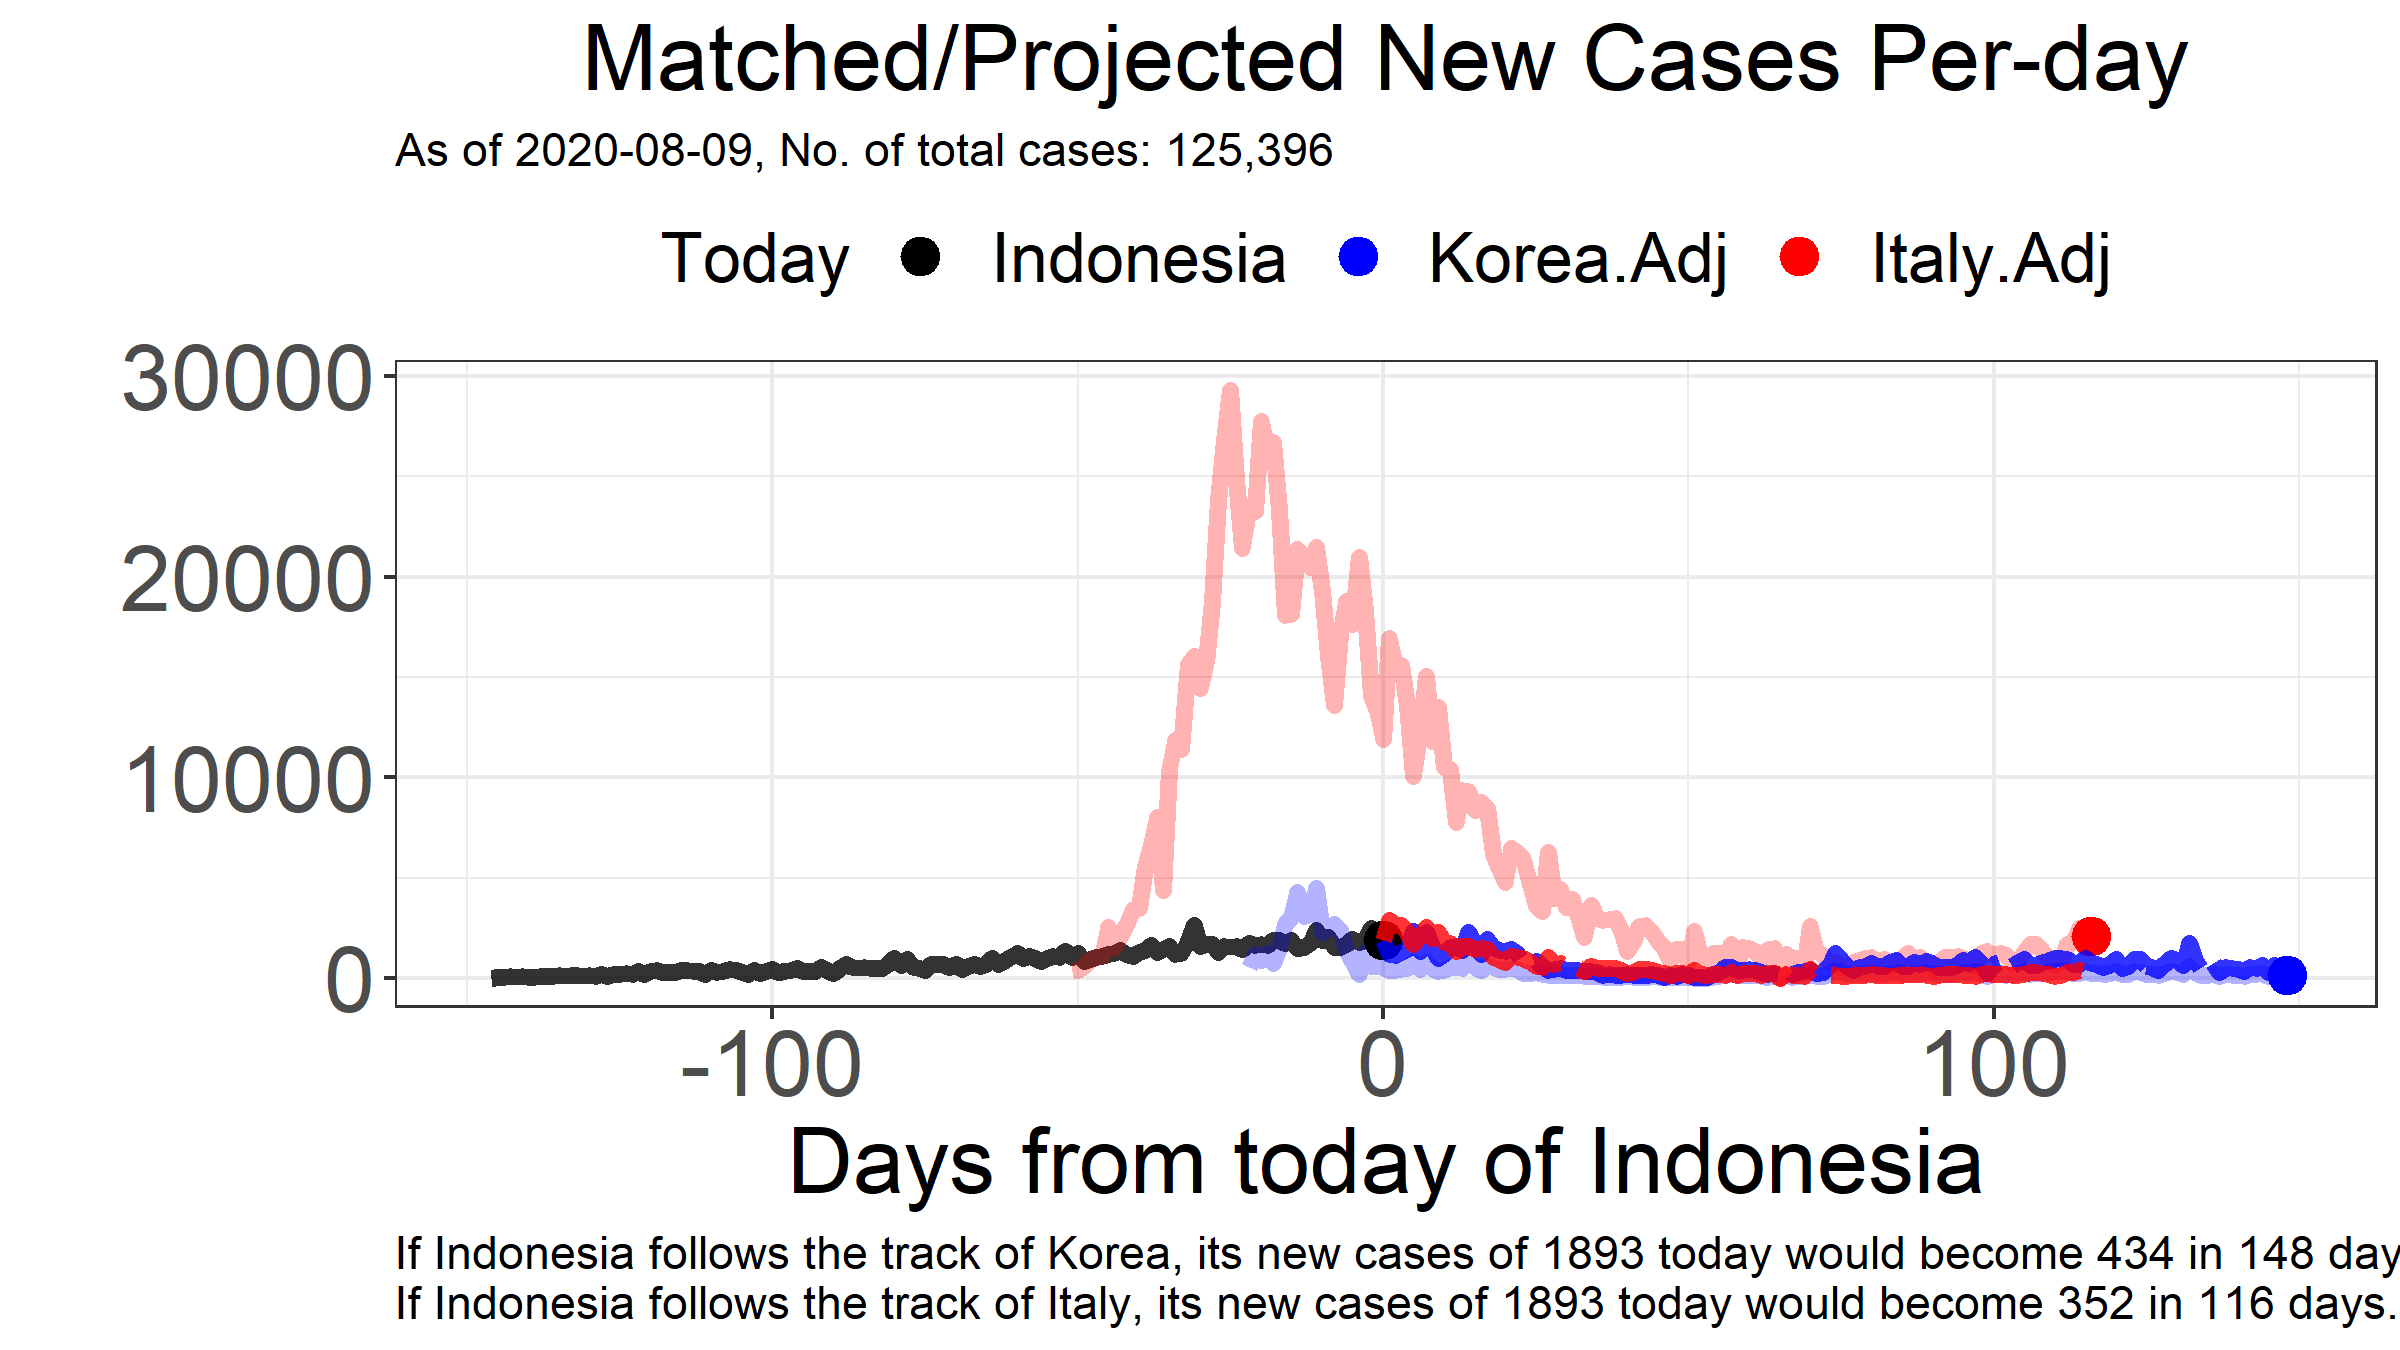 Matched/Projected New Cases Per-day
As of 2020-08-09, No. of total cases: 125,396
Today Indonesia Korea.Adj Italy.Adj
30000
20000
10000
0
-100 0 100
Days from today of Indonesia
If Indonesia follows the track of Korea, its new cases of 1893 today would become 434 in 148 day
If Indonesia follows the track of Italy, its new cases of 1893 today would become 352 in 116 days.